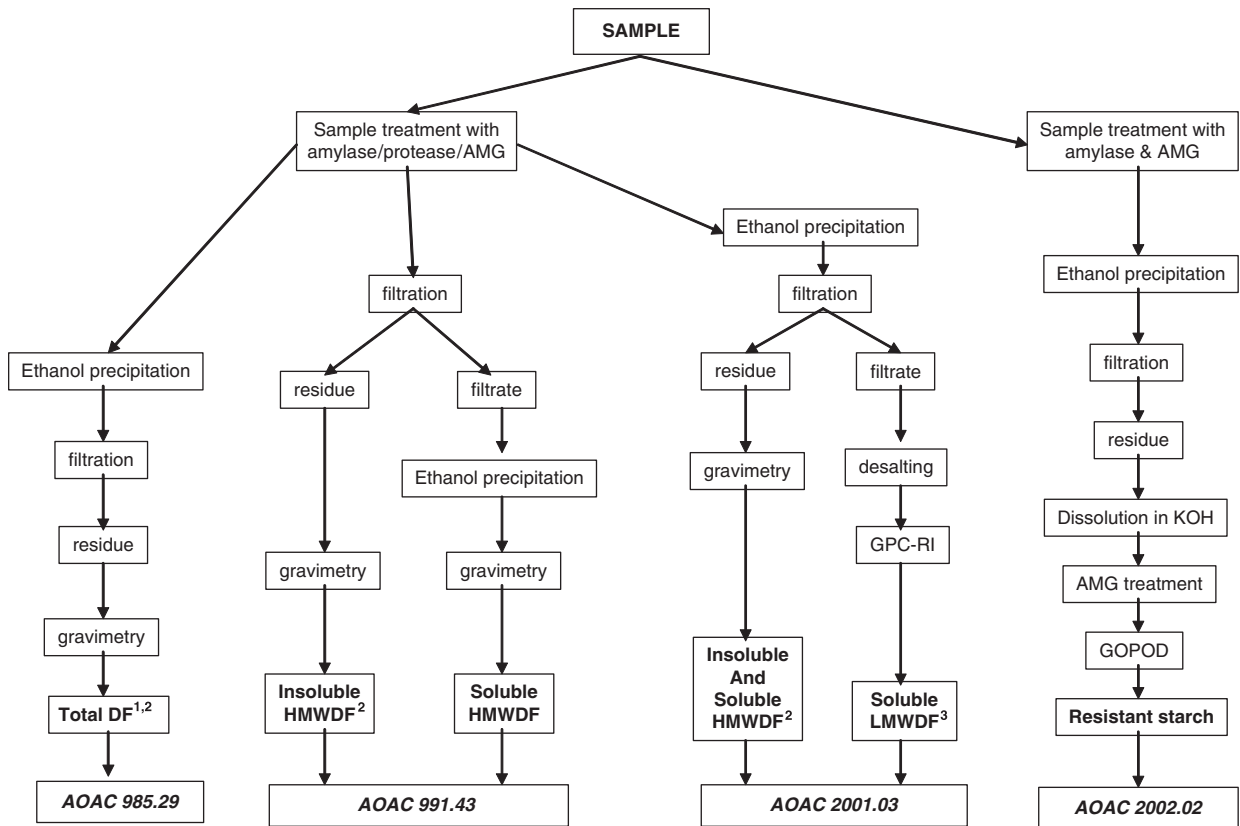 SAMPLE
Sample treatment with
amylase/protease/AMG
Sample treatment with
amylase & AMG
Ethanol precipitation
filtration
residue
gravimetry
Total DF1,2
AOAC 985.29
filtration
residue
gravimetry
Insoluble
HMWDF2
filtrate
Ethanol precipitation
gravimetry
Soluble
HMWDF
AOAC 991.43
Ethanol precipitation
filtration
residue
gravimetry
Insoluble
And
Soluble
HMWDF2
filtrate
desalting
GPC-RI
Soluble
LMWDF3
AOAC 2001.03
Ethanol precipitation
filtration
residue
Dissolution in KOH
AMG treatment
GOPOD
Resistant starch
AOAC 2002.02